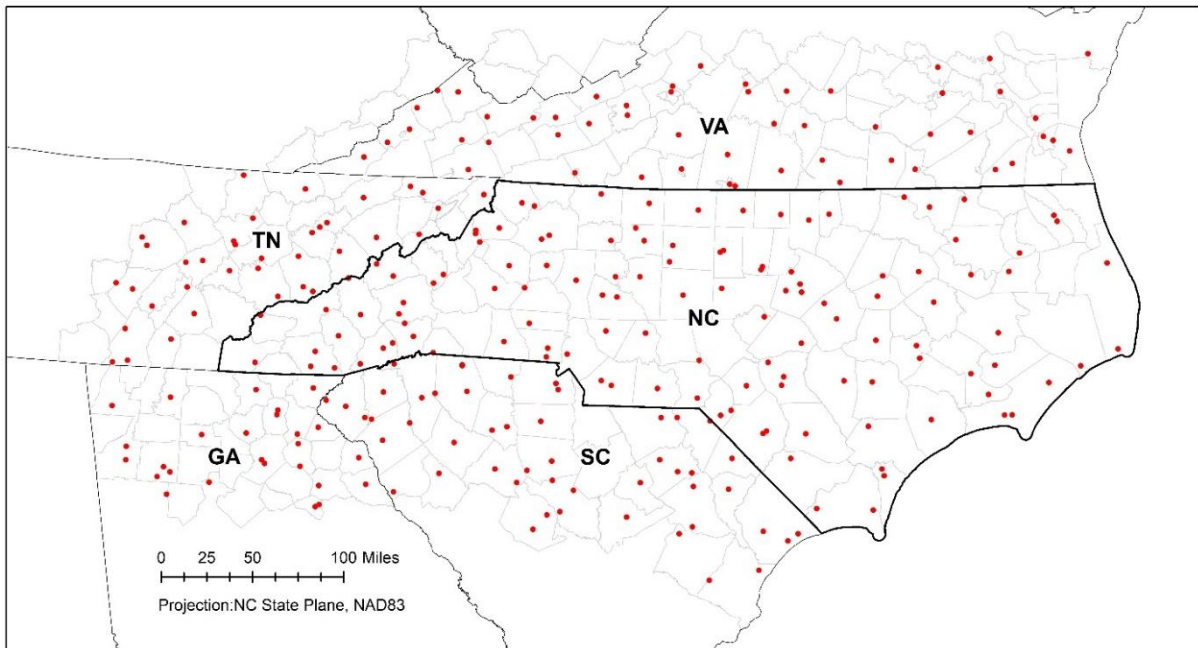 VA
TN
NC
GA
SC
0 25 50 100 Miles
Projection:NC State Plane, NAD83